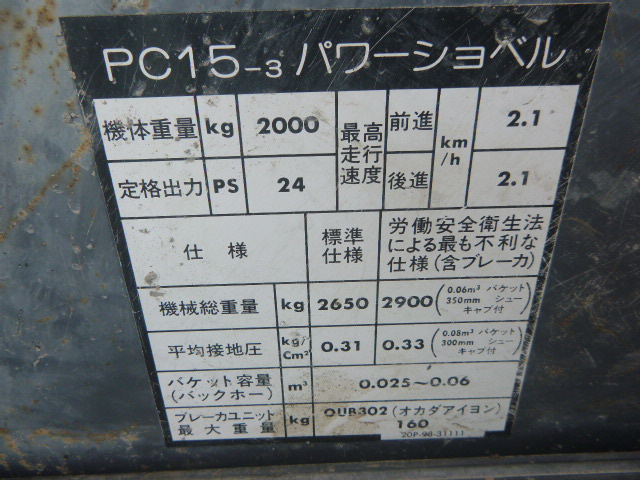 PC15-3 パワーショベル
機体重量 kg 2000 最高走行速度 前進 km/h 2.1
定格出力 PS 24 後進 2.1
仕様 標準仕様 労働安全衛生法による最も不利な仕様(含ブレーカ)
機械総重量 kg 2650 2900 (0.06m³ バケット 350mm シュー キャブ付)
平均接地圧 kg/Cm² 0.31 0.33 (0.08m³ バケット 300mm シュー キャブ付)
バケット容量(バックホー) m³ 0.025~0.06
ブレーカユニット最大重量 kg OUB302 (オカダアイヨン)
160
20P-98-31111